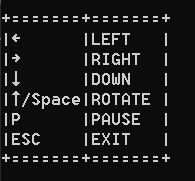 +-------+-------+
|←      |LEFT   |
|→      |RIGHT  |
|↓      |DOWN   |
|↑/Space|ROTATE |
|P      |PAUSE  |
|ESC    |EXIT   |
+-------+-------+